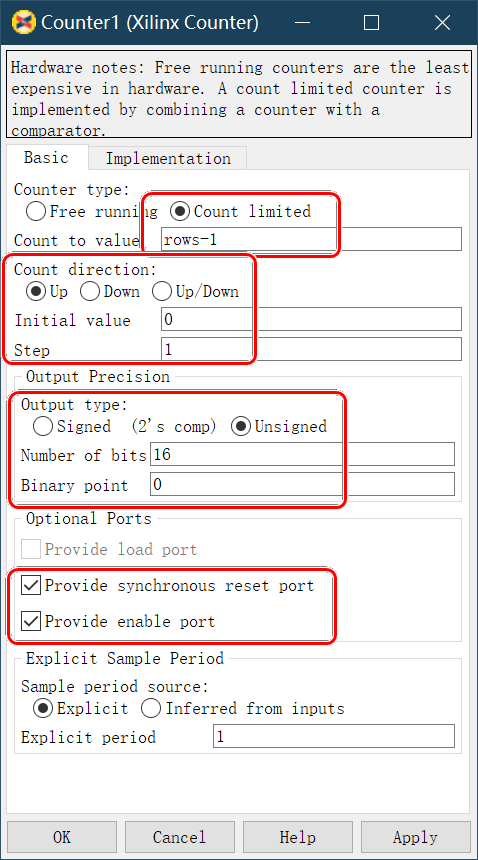 Counter1 (Xilinx Counter)
Hardware notes: Free running counters are the least
expensive in hardware. A count limited counter is
implemented by combining a counter with a
comparator.
Basic Implementation
Counter type:
Free running Count limited
Count to value rows-1
Count direction:
Up Down Up/Down
Initial value 0
Step 1
Output Precision
Output type:
Signed (2's comp) Unsigned
Number of bits 16
Binary point 0
Optional Ports
Provide load port
Provide synchronous reset port
Provide enable port
Explicit Sample Period
Sample period source:
Explicit Inferred from inputs
Explicit period 1
OK Cancel Help Apply